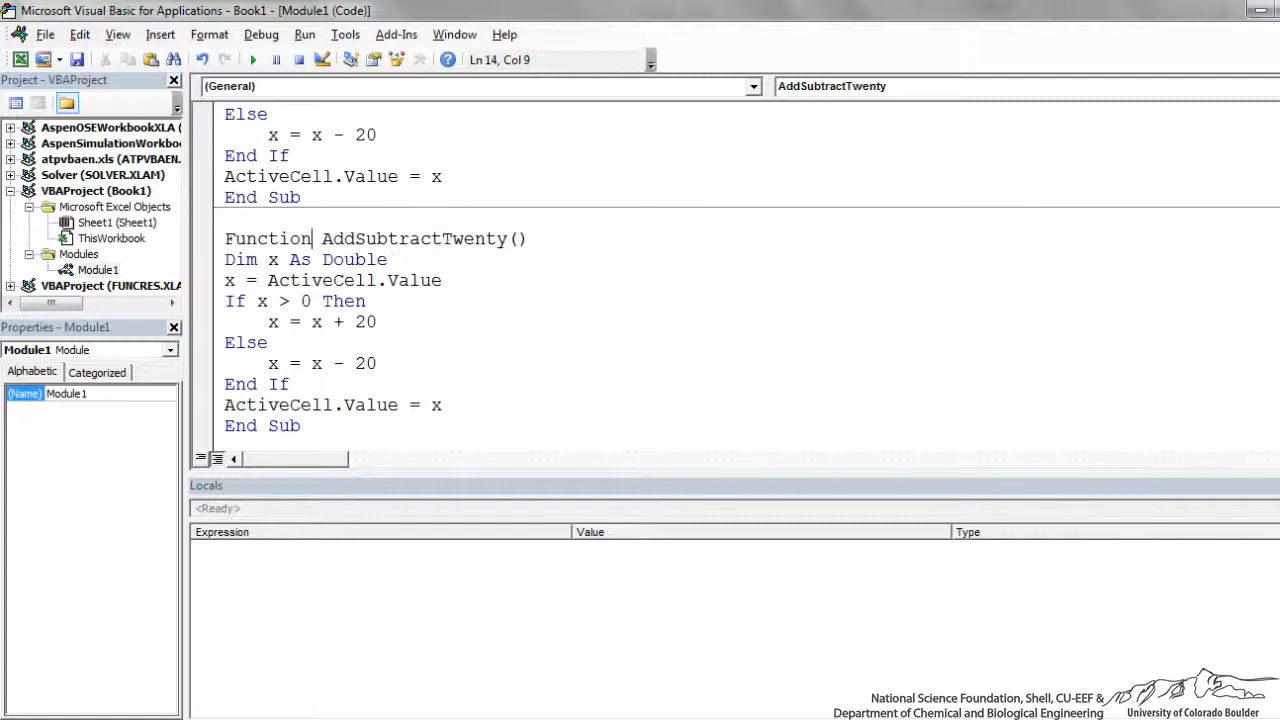 Microsoft Visual Basic for Applications - Book1 - [Module1 (Code)]
File Edit View Insert Format Debug Run Tools Add-Ins Window Help
Ln 14, Col 9
Project - VBAProject
AspenOSEWorkbookXLA (
AspenSimulationWorkbook
atpvbaen.xls (ATPVBAEN.
Solver (SOLVER.XLAM)
VBAProject (Book1)
Microsoft Excel Objects
Sheet1 (Sheet1)
ThisWorkbook
Modules
Module1
VBAProject (FUNCRES.XLA
Properties - Module1
Module1 Module
Alphabetic Categorized
(Name) Module1
(General) AddSubtractTwenty
Else
x = x - 20
End If
ActiveCell.Value = x
End Sub
Function AddSubtractTwenty()
Dim x As Double
x = ActiveCell.Value
If x > 0 Then
x = x + 20
Else
x = x - 20
End If
ActiveCell.Value = x
End Sub
Locals
<Ready>
Expression Value Type
National Science Foundation, Shell, CU-EEF &
Department of Chemical and Biological Engineering
University of Colorado Boulder